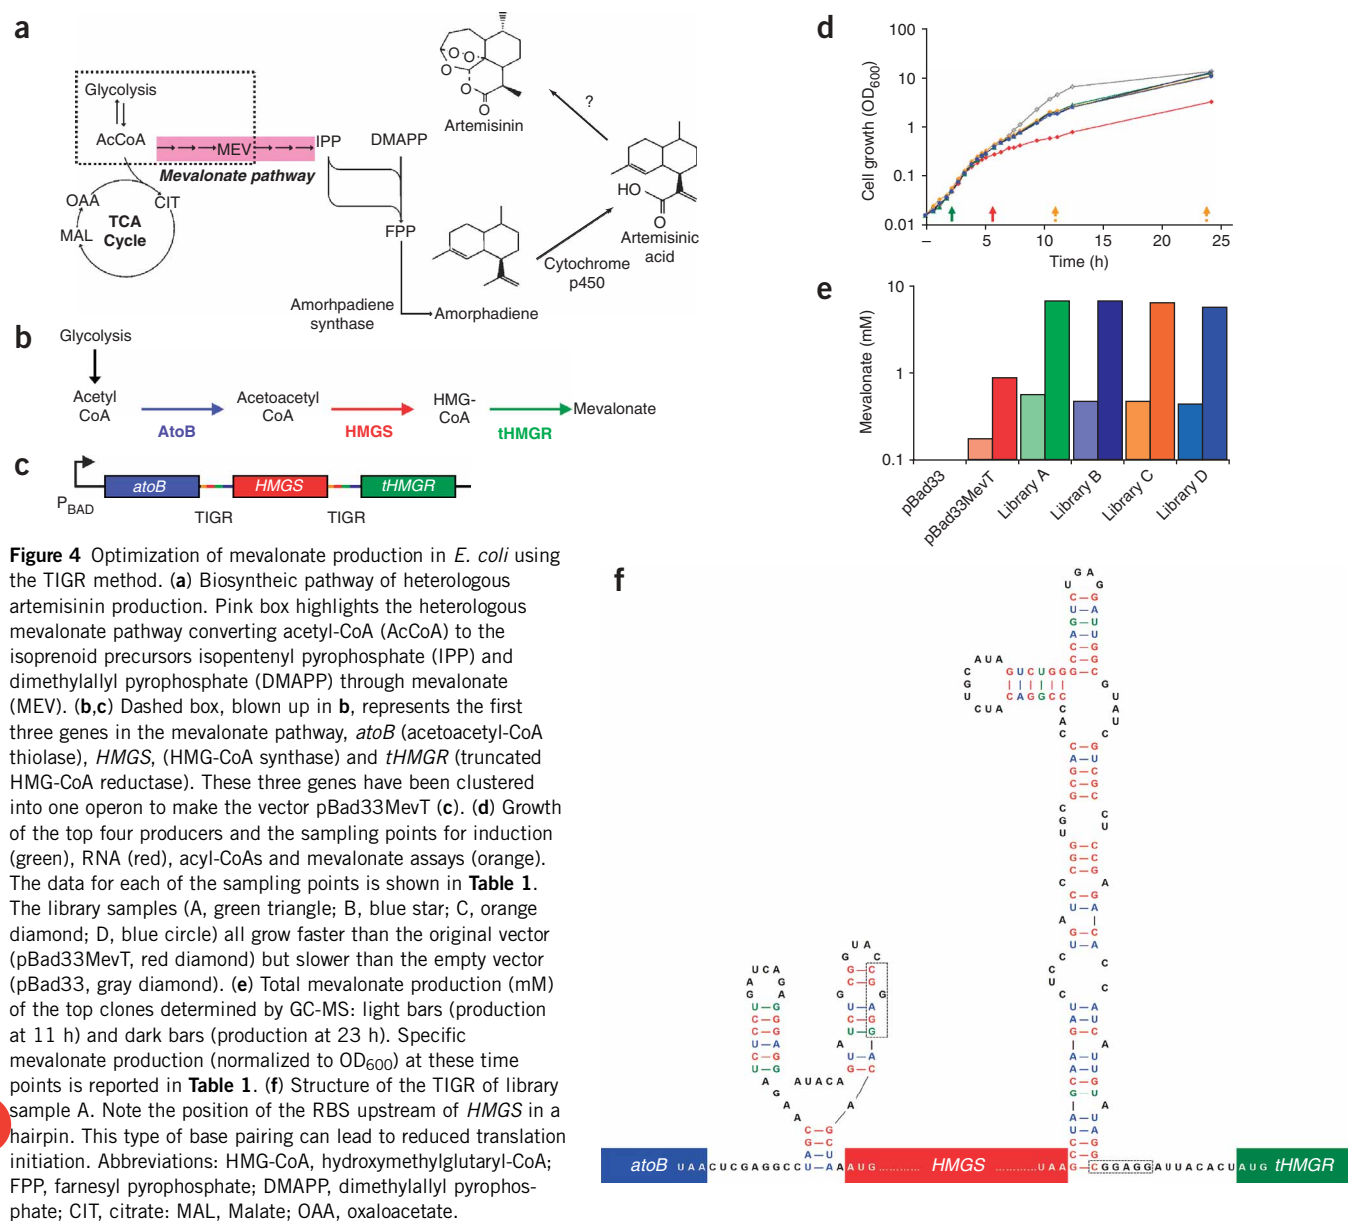 a
Glycolysis
AcCoA
MEV
IPP
DMAPP
Mevalonate pathway
OAA
CIT
TCA
Cycle
MAL
FPP
Artemisinin
?
HO
O
Artemisinic
acid
Cytochrome
p450
Amorhpadiene
synthase
Amorphadiene
b
Glycolysis
Acetyl
CoA
AtoB
Acetoacetyl
CoA
HMGS
HMG-
CoA
tHMGR
Mevalonate
c
PBAD
atoB
HMGS
tHMGR
TIGR
TIGR
Figure 4 Optimization of mevalonate production in E. coli using
the TIGR method. (a) Biosyntheic pathway of heterologous
artemisinin production. Pink box highlights the heterologous
mevalonate pathway converting acetyl-CoA (AcCoA) to the
isoprenoid precursors isopentenyl pyrophosphate (IPP) and
dimethylallyl pyrophosphate (DMAPP) through mevalonate
(MEV). (b,c) Dashed box, blown up in b, represents the first
three genes in the mevalonate pathway, atoB (acetoacetyl-CoA
thiolase), HMGS, (HMG-CoA synthase) and tHMGR (truncated
HMG-CoA reductase). These three genes have been clustered
into one operon to make the vector pBad33MevT (c). (d) Growth
of the top four producers and the sampling points for induction
(green), RNA (red), acyl-CoAs and mevalonate assays (orange).
The data for each of the sampling points is shown in Table 1.
The library samples (A, green triangle; B, blue star; C, orange
diamond; D, blue circle) all grow faster than the original vector
(pBad33MevT, red diamond) but slower than the empty vector
(pBad33, gray diamond). (e) Total mevalonate production (mM)
of the top clones determined by GC-MS: light bars (production
at 11 h) and dark bars (production at 23 h). Specific
mevalonate production (normalized to OD600) at these time
points is reported in Table 1. (f) Structure of the TIGR of library
sample A. Note the position of the RBS upstream of HMGS in a
hairpin. This type of base pairing can lead to reduced translation
initiation. Abbreviations: HMG-CoA, hydroxymethylglutaryl-CoA;
FPP, farnesyl pyrophosphate; DMAPP, dimethylallyl pyrophos-
phate; CIT, citrate: MAL, Malate; OAA, oxaloacetate.
d
Cell growth (OD600)
100
10
1
0.1
0.01
–
5
10
15
20
25
Time (h)
e
Mevalonate (mM)
10
1
0.1
pBad33
pBad33MevT
Library A
Library B
Library C
Library D
f
atoB
UAACUCGAGGCCU–AAAUG
HMGS
UAAG–CGGAGGAUUACACUAUG
tHMGR